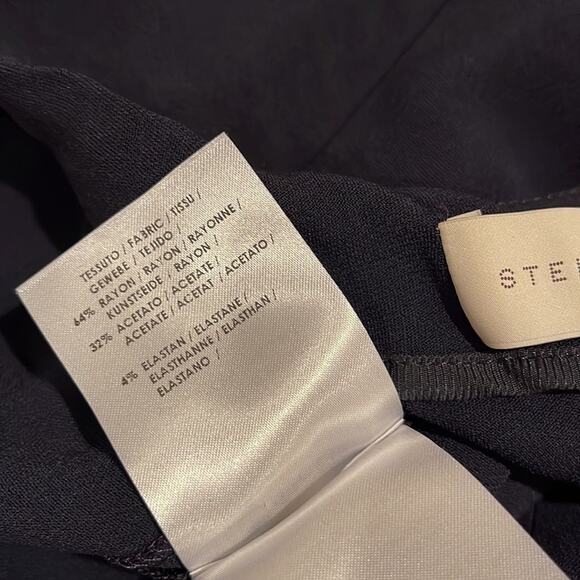 TESSUTO / FABRIC / TISSU /
GEWEBE / TEJIDO /
64% RAYON / RAYON / RAYONNE /
KUNSTSEIDE / RAYON /
32% ACETATO / ACETATE /
ACETATE / ACETAT / ACETATO /
4% ELASTAN / ELASTANE /
ELASTHANNE / ELASTHAN /
ELASTANO /